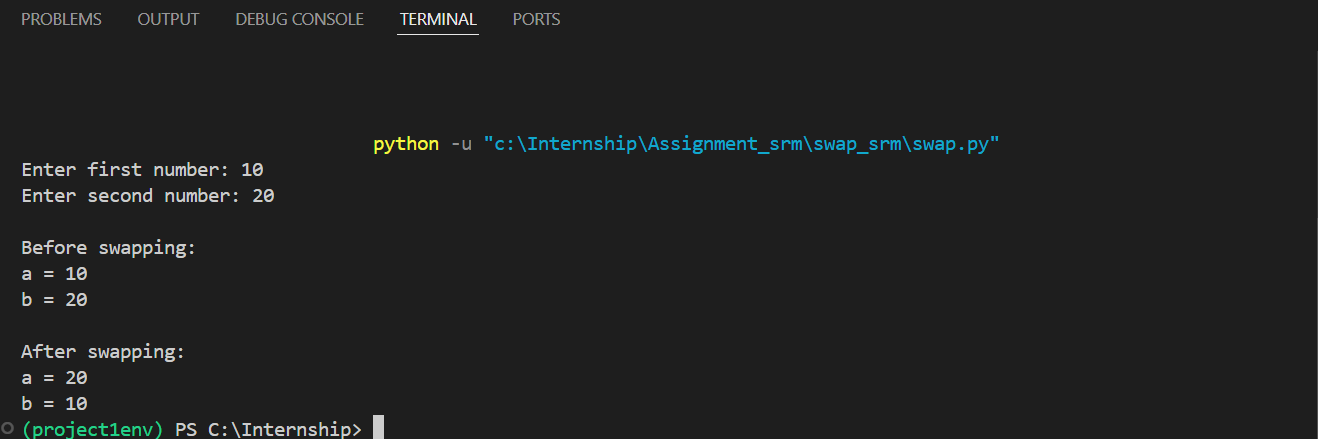 PROBLEMS OUTPUT DEBUG CONSOLE TERMINAL PORTS
python -u "c:\Internship\Assignment_srm\swap_srm\swap.py"
Enter first number: 10
Enter second number: 20
Before swapping:
a = 10
b = 20
After swapping:
a = 20
b = 10
(project1env) PS C:\Internship>